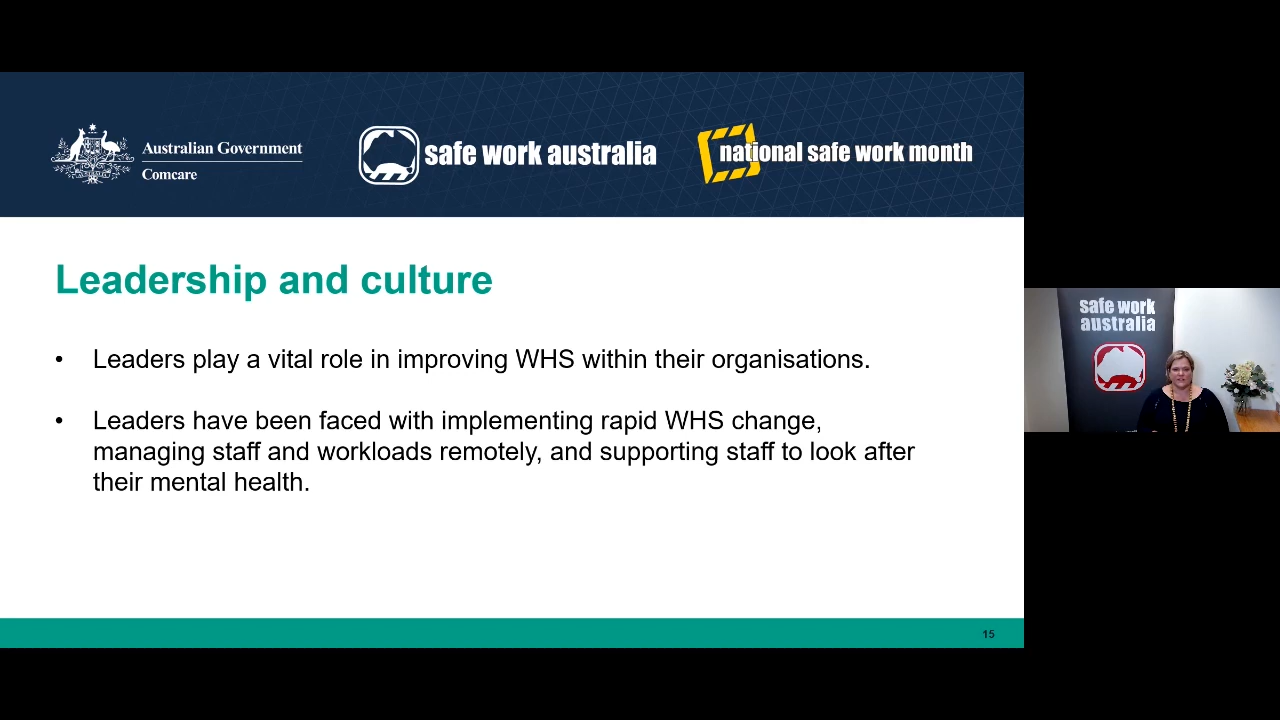 Australian Government
Comcare
safe work australia
national safe work month
Leadership and culture
• Leaders play a vital role in improving WHS within their organisations.
• Leaders have been faced with implementing rapid WHS change,
managing staff and workloads remotely, and supporting staff to look after
their mental health.
15
safe work
australia